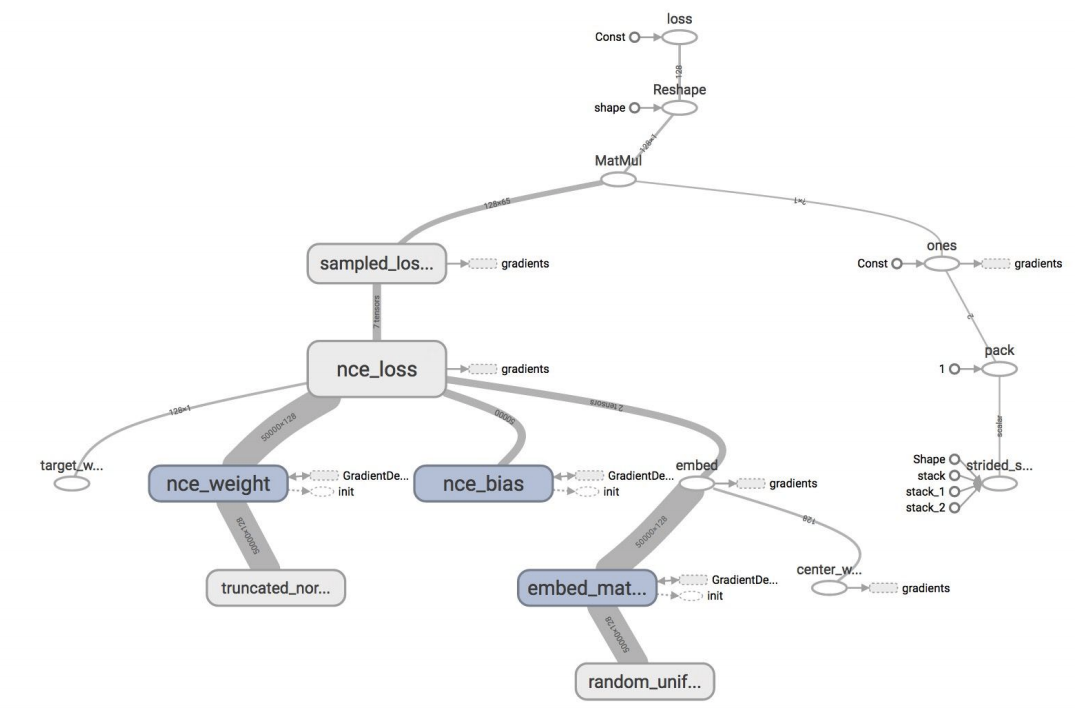 loss
Const
128
Reshape
shape
128×1
MatMul
128×65
?×1
sampled_los...
gradients
ones
Const
gradients
7 tensors
2
nce_loss
gradients
pack
1
128×1
50000×128
50000
2 tensors
scalar
target_w...
nce_weight
GradientDe...
init
nce_bias
GradientDe...
init
embed
gradients
Shape
strided_s...
stack
stack_1
stack_2
50000×128
50000×128
128
truncated_nor...
embed_mat...
GradientDe...
init
center_w...
gradients
50000×128
random_unif...